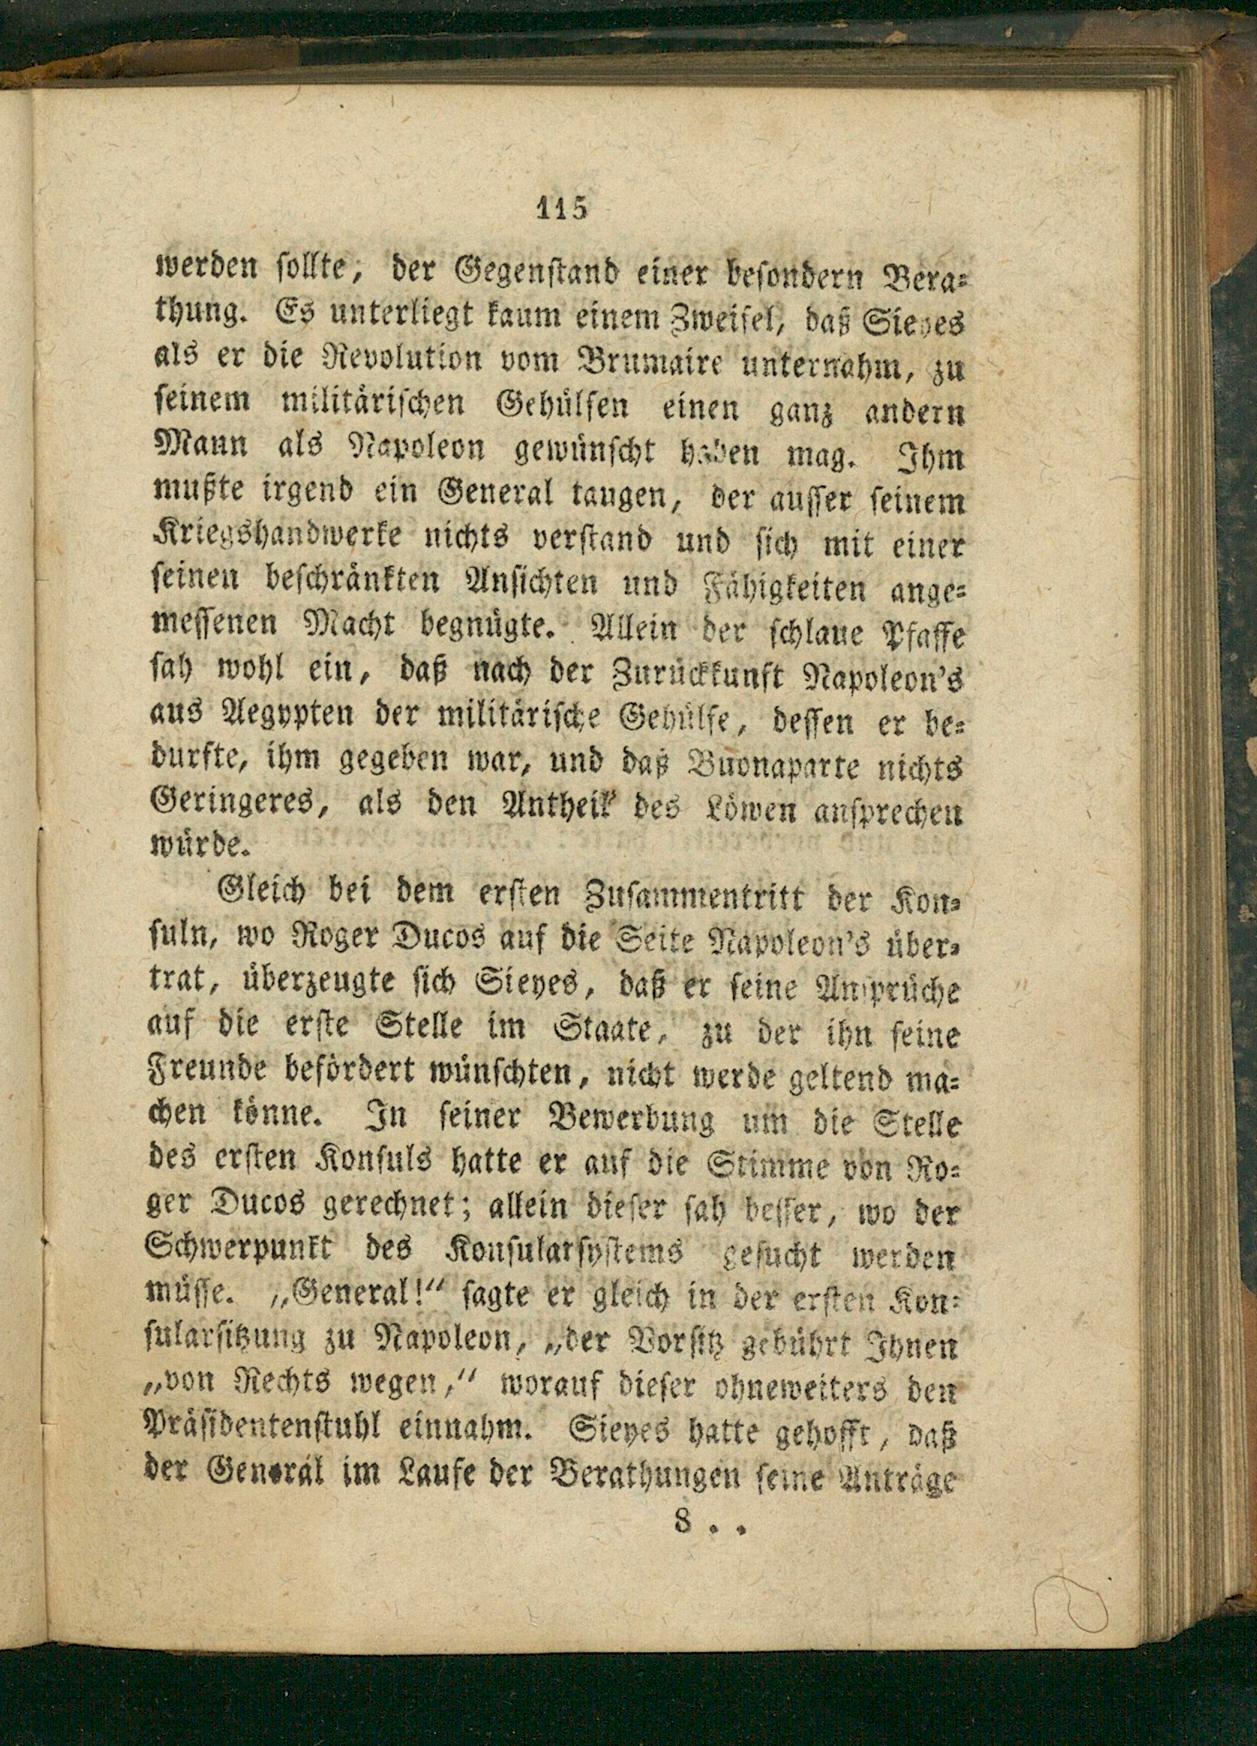 115
werden sollte, der Gegenstand einer besondern Bera-
thung. Es unterliegt kaum einem Zweifel, daß Sieyes
als er die Revolution vom Brumaire unternahm, zu
seinem militärischen Gehülfen einen ganz andern
Mann als Napoleon gewünscht haben mag. Ihm
mußte irgend ein General taugen, der ausser seinem
Kriegshandwerke nichts verstand und sich mit einer
seinen beschränkten Ansichten und Fähigkeiten ange-
messenen Macht begnügte. Allein der schlaue Pfaffe
sah wohl ein, daß nach der Zurückkunft Napoleon's
aus Aegypten der militärische Gehülfe, dessen er be-
durfte, ihm gegeben war, und daß Buonaparte nichts
Geringeres, als den Antheil des Löwen ansprechen
würde.
Gleich bei dem ersten Zusammentritt der Kon-
suln, wo Roger Ducos auf die Seite Napoleon's über-
trat, überzeugte sich Sieyes, daß er seine Ansprüche
auf die erste Stelle im Staate, zu der ihn seine
Freunde befördert wünschten, nicht werde geltend ma-
chen könne. In seiner Bewerbung um die Stelle
des ersten Konsuls hatte er auf die Stimme von Ro-
ger Ducos gerechnet; allein dieser sah besser, wo der
Schwerpunkt des Konsularsystems gesucht werden
müsse. „General!“ sagte er gleich in der ersten Kon-
sularsitzung zu Napoleon, „der Vorsitz gebührt Ihnen
„von Rechts wegen,“ worauf dieser ohneweiters den
Präsidentenstuhl einnahm. Sieyes hatte gehofft, daß
der General im Laufe der Berathungen seine Anträge
8 . .